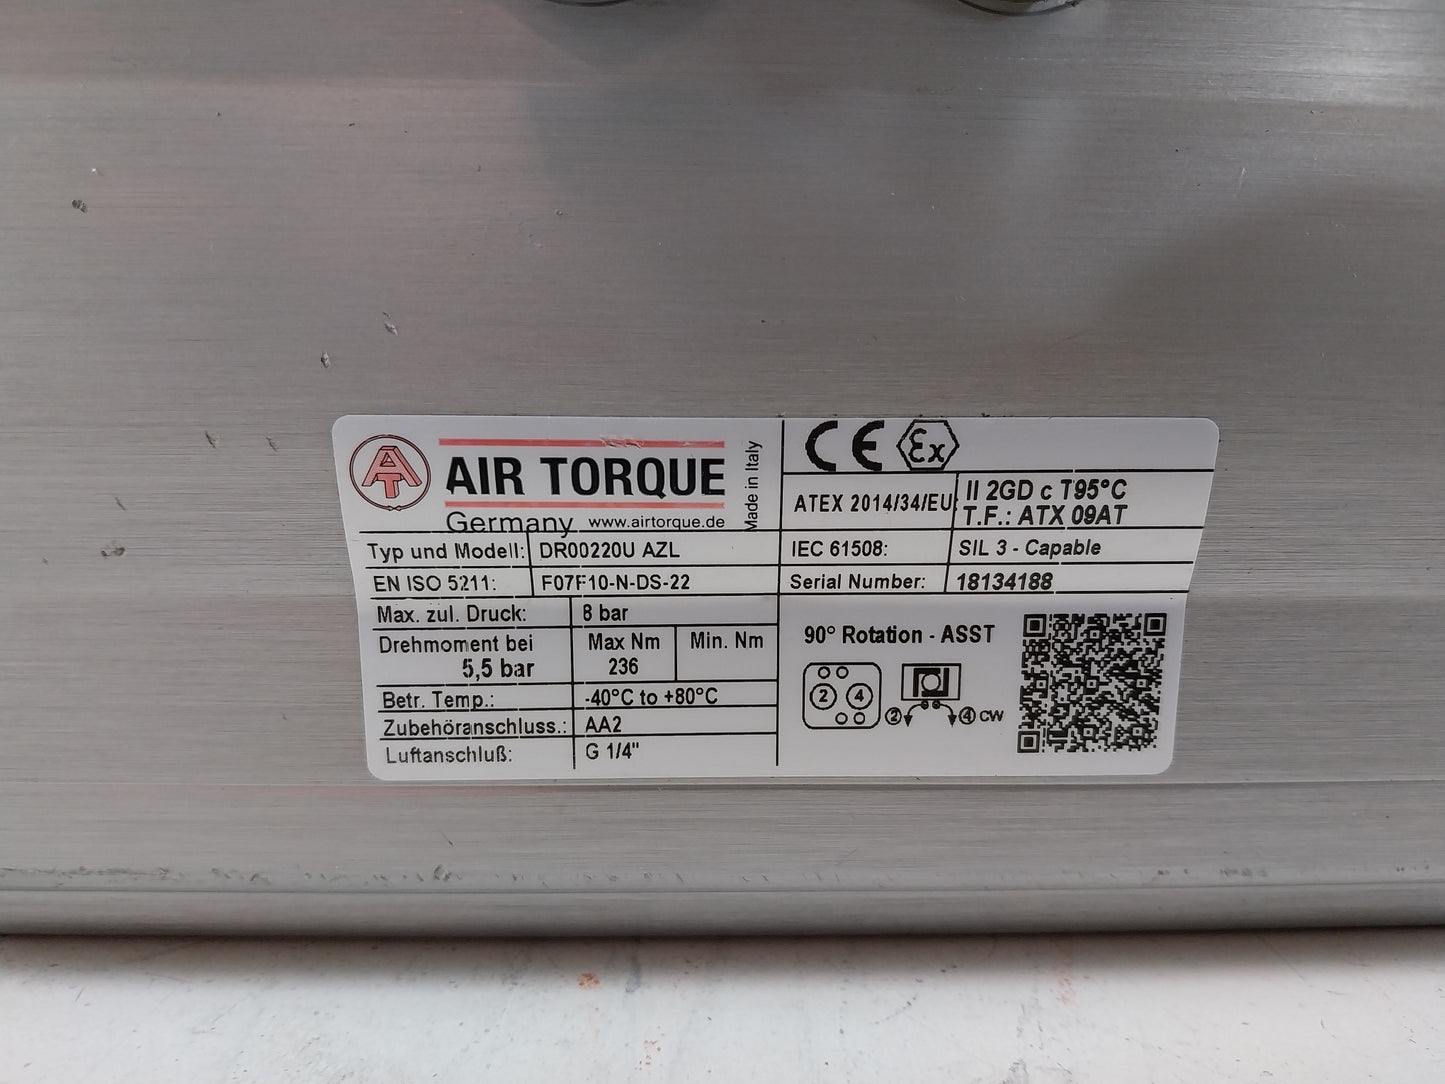 AT
AIR TORQUE
Germany www.airtorque.de
Made in Italy
CE Ex
ATEX 2014/34/EU:
II 2GD c T95°C
T.F.: ATX 09AT
Typ und Modell: DR00220U AZL
IEC 61508: SIL 3 - Capable
EN ISO 5211: F07F10-N-DS-22
Serial Number: 18134188
Max. zul. Druck: 8 bar
Drehmoment bei
5,5 bar
Max Nm
236
Min. Nm
Betr. Temp.: -40°C to +80°C
Zubehöranschluss.: AA2
Luftanschluß: G 1/4"
90° Rotation - ASST
2 4
2 4 CW